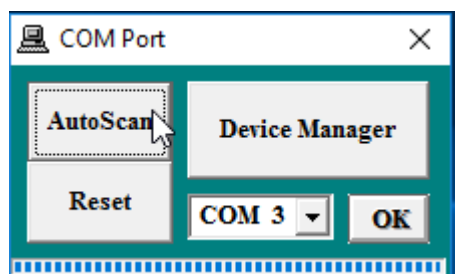 COM Port
AutoScan
Device Manager
Reset
COM 3
OK